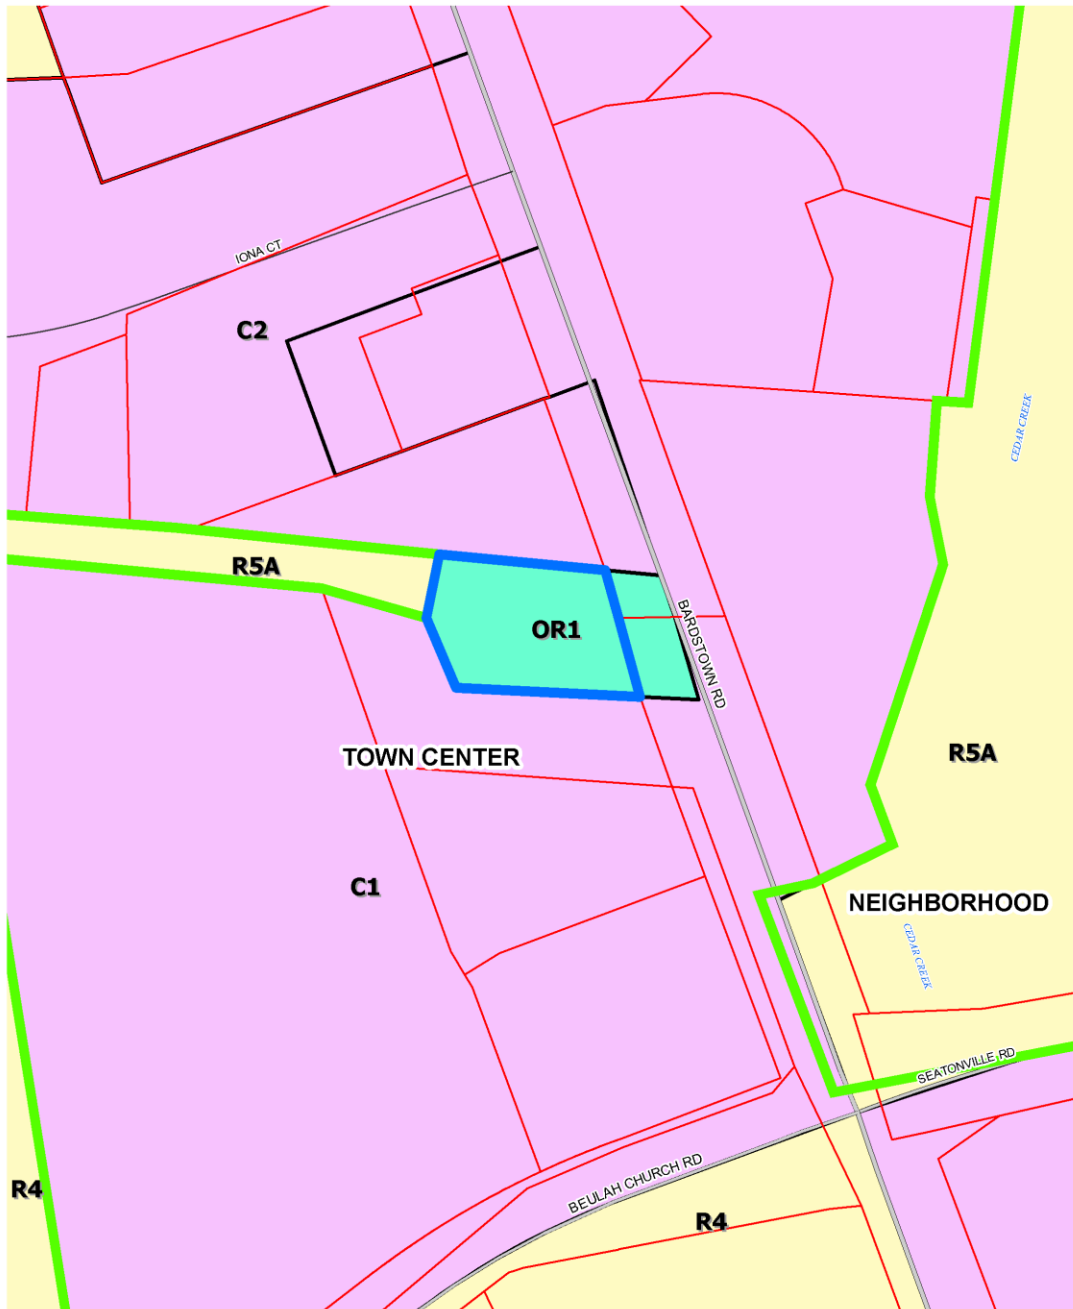 IONA CT
C2
CEDAR CREEK
R5A
OR1
BARDSTOWN RD
TOWN CENTER
R5A
C1
NEIGHBORHOOD
CEDAR CREEK
SEATONVILLE RD
BEULAH CHURCH RD
R4
R4